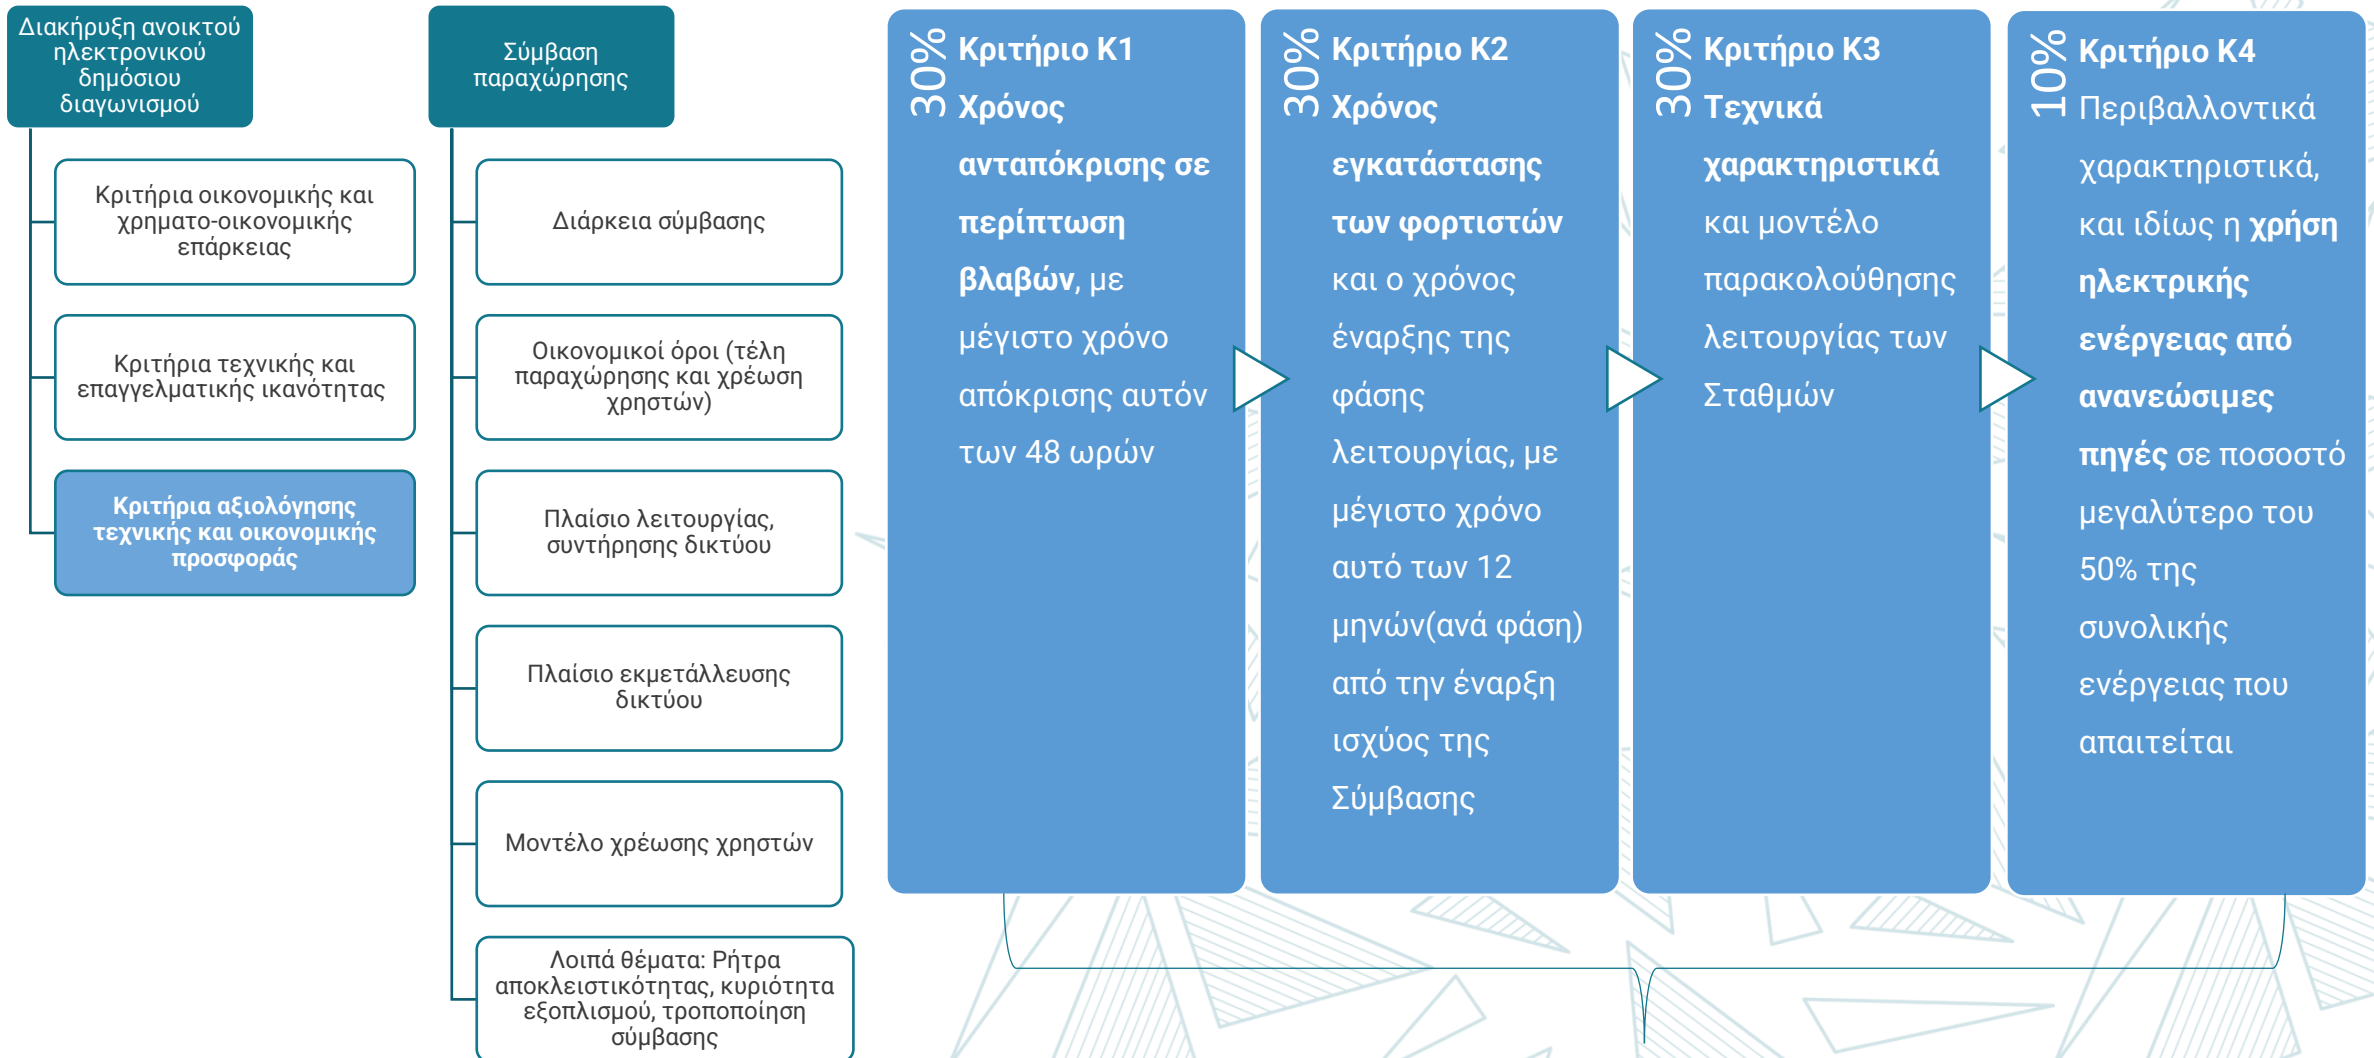 Διακήρυξη ανοικτού
ηλεκτρονικού
δημόσιου
διαγωνισμού
Κριτήρια οικονομικής και
χρηματο-οικονομικής
επάρκειας
Κριτήρια τεχνικής και
επαγγελματικής ικανότητας
Κριτήρια αξιολόγησης
τεχνικής και οικονομικής
προσφοράς
Σύμβαση
παραχώρησης
Διάρκεια σύμβασης
Οικονομικοί όροι (τέλη
παραχώρησης και χρέωση
χρηστών)
Πλαίσιο λειτουργίας,
συντήρησης δικτύου
Πλαίσιο εκμετάλλευσης
δικτύου
Μοντέλο χρέωσης χρηστών
Λοιπά θέματα: Ρήτρα
αποκλειστικότητας, κυριότητα
εξοπλισμού, τροποποίηση
σύμβασης
30%
Κριτήριο Κ1
Χρόνος
ανταπόκρισης σε
περίπτωση
βλαβών, με
μέγιστο χρόνο
απόκρισης αυτόν
των 48 ωρών
30%
Κριτήριο Κ2
Χρόνος
εγκατάστασης
των φορτιστών
και ο χρόνος
έναρξης της
φάσης
λειτουργίας, με
μέγιστο χρόνο
αυτό των 12
μηνών(ανά φάση)
από την έναρξη
ισχύος της
Σύμβασης
30%
Κριτήριο Κ3
Τεχνικά
χαρακτηριστικά
και μοντέλο
παρακολούθησης
λειτουργίας των
Σταθμών
10%
Κριτήριο Κ4
Περιβαλλοντικά
χαρακτηριστικά,
και ιδίως η χρήση
ηλεκτρικής
ενέργειας από
ανανεώσιμες
πηγές σε ποσοστό
μεγαλύτερο του
50% της
συνολικής
ενέργειας που
απαιτείται